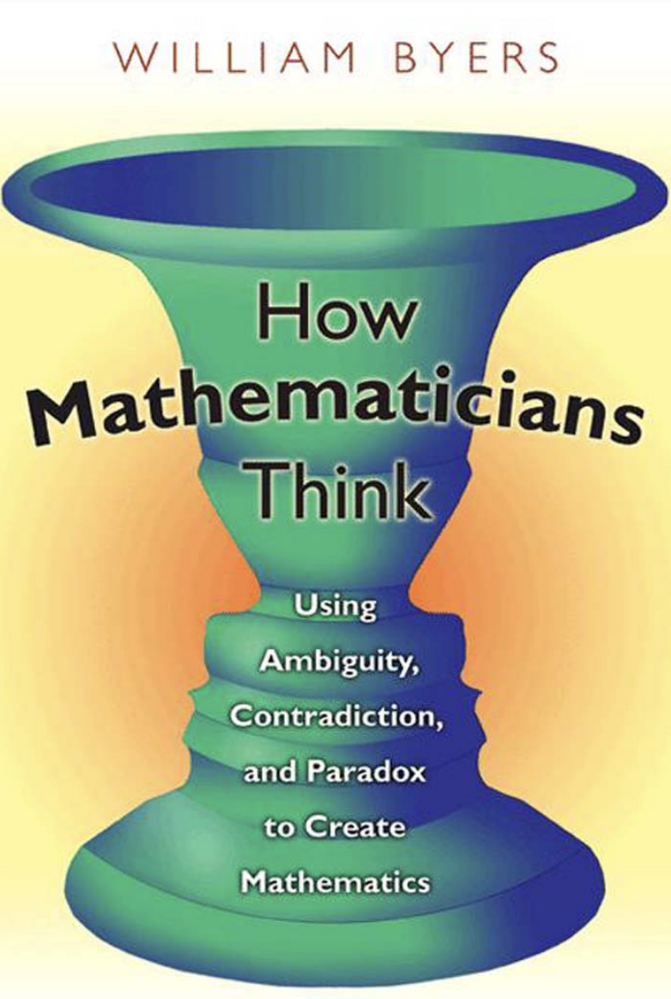 WILLIAM BYERS
How
Mathematicians
Think
Using
Ambiguity,
Contradiction,
and Paradox
to Create
Mathematics